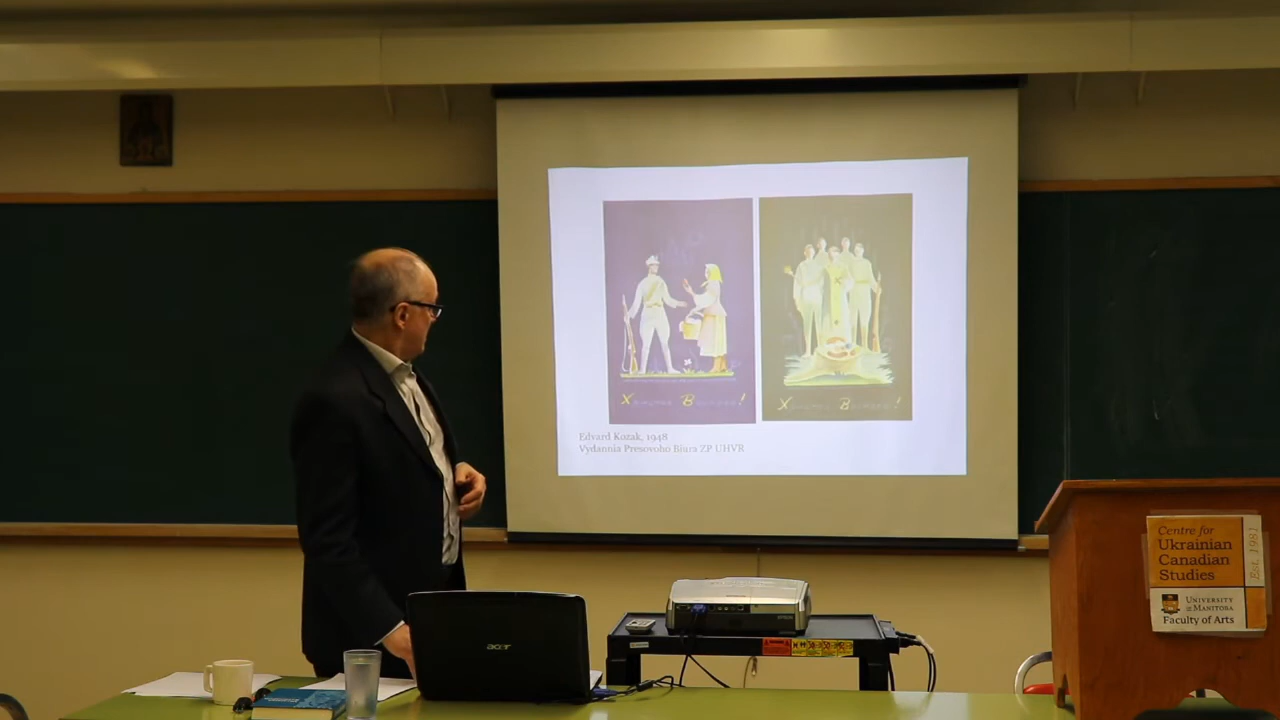 Христос Воскрес!
Христос Воскрес!
Edvard Kozak, 1948
Vydannia Presovoho Biura ZP UHVR
Centre for
Ukrainian
Canadian
Studies
Est. 1981
UNIVERSITY
OF MANITOBA
Faculty of Arts
acer
EPSON